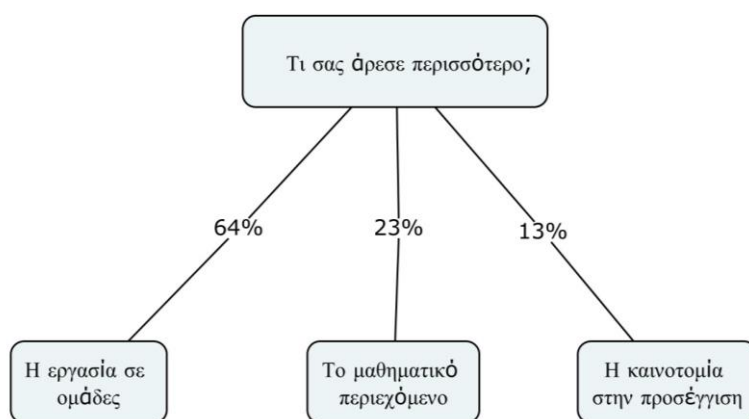 Τι σας άρεσε περισσότερο;
64%
23%
13%
Η εργασία σε
ομάδες
Το μαθηματικό
περιεχόμενο
Η καινοτομία
στην προσέγγιση